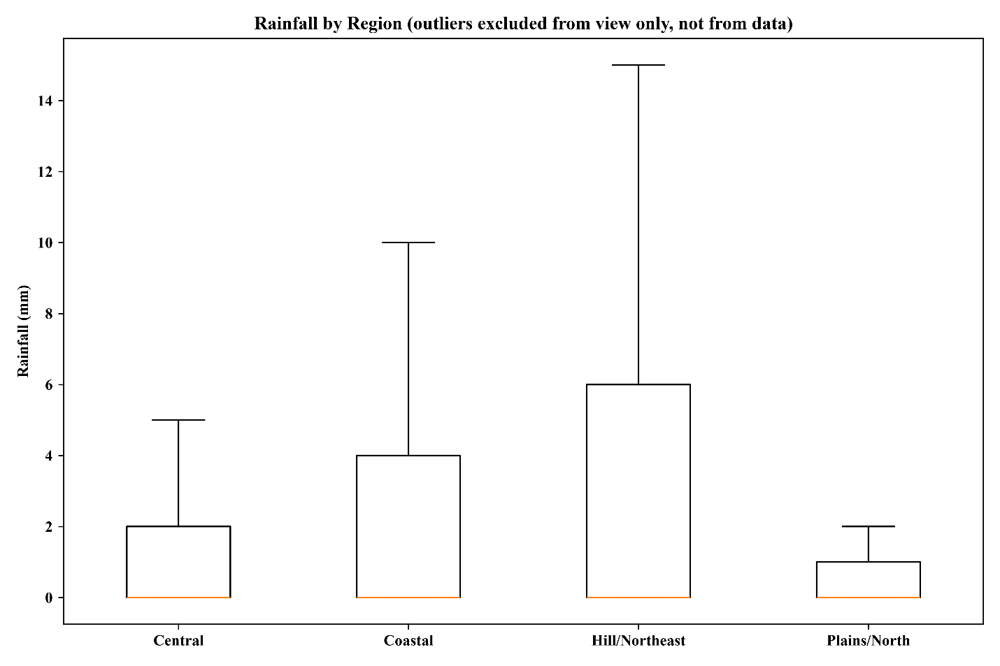 Rainfall by Region (outliers excluded from view only, not from data)
Rainfall (mm)
14
12
10
8
6
4
2
0
Central
Coastal
Hill/Northeast
Plains/North